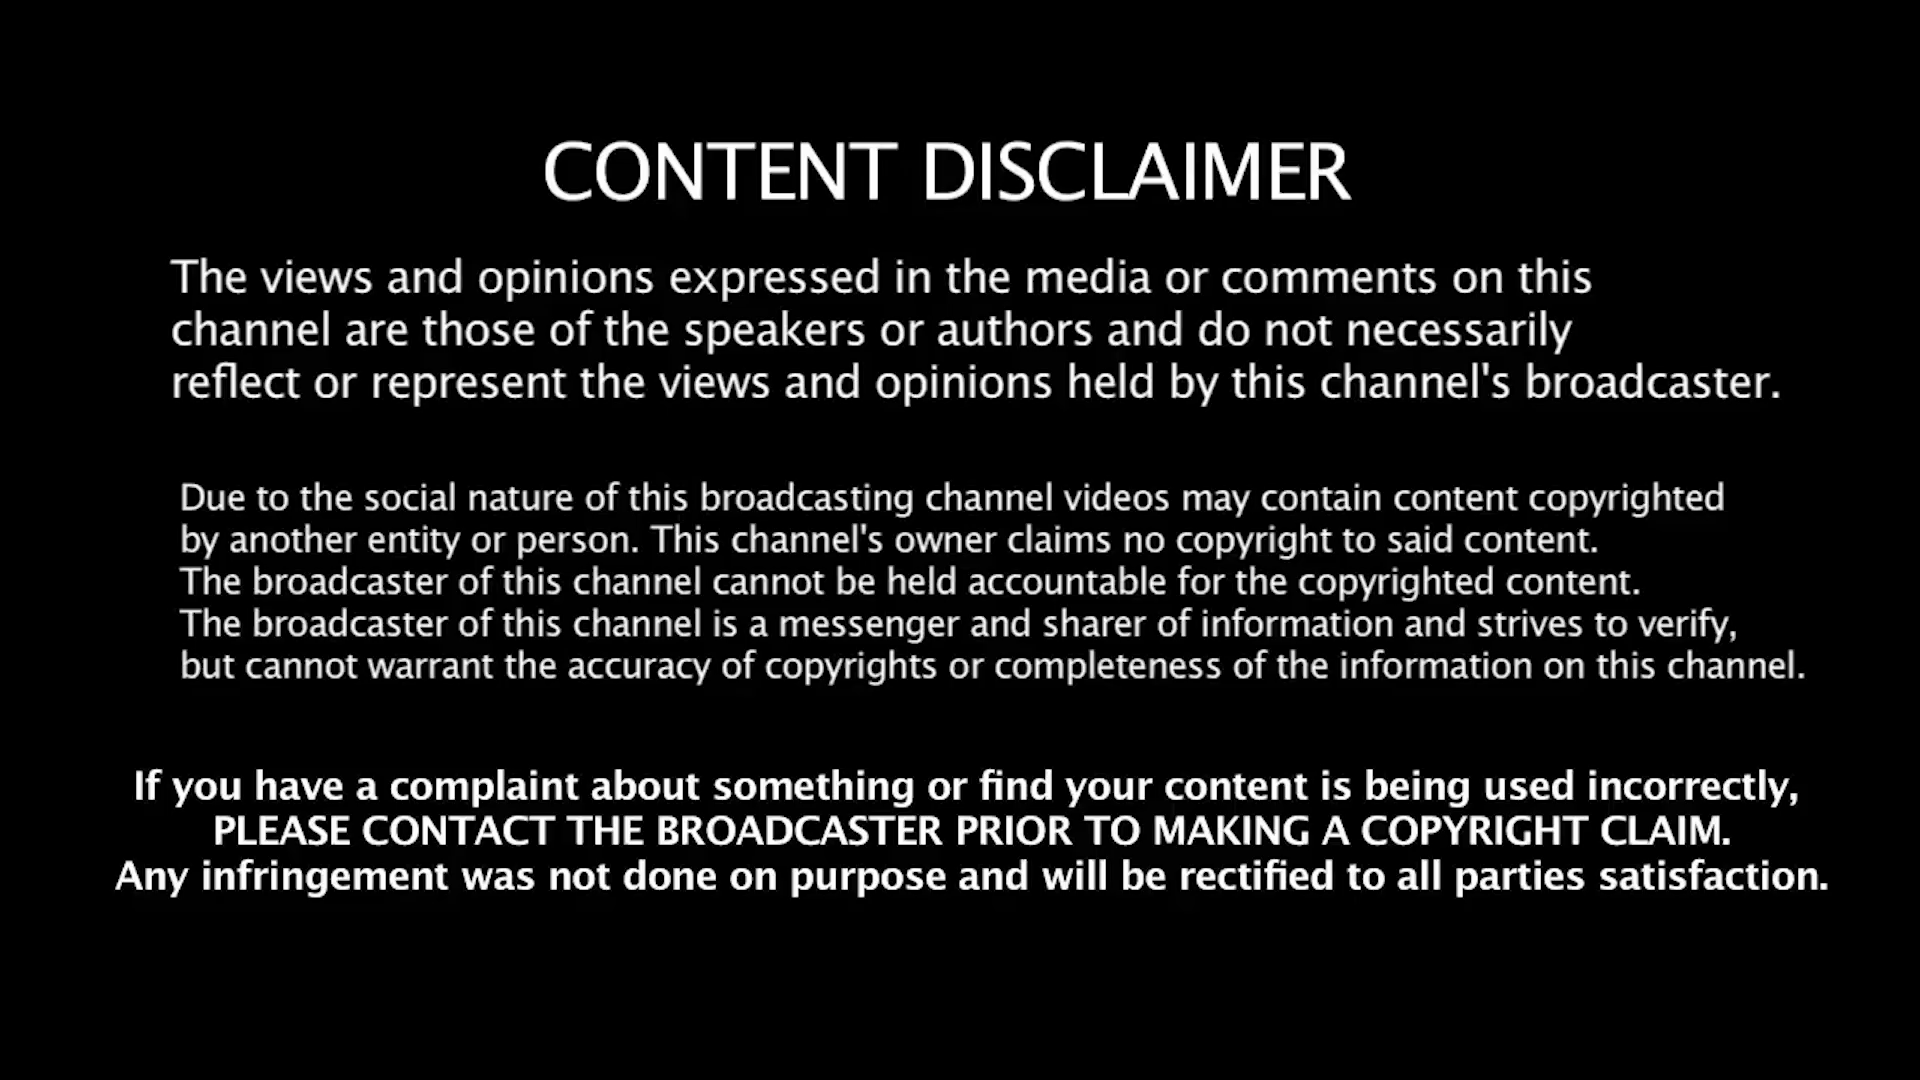 CONTENT DISCLAIMER
The views and opinions expressed in the media or comments on this
channel are those of the speakers or authors and do not necessarily
reflect or represent the views and opinions held by this channel's broadcaster.
Due to the social nature of this broadcasting channel videos may contain content copyrighted
by another entity or person. This channel's owner claims no copyright to said content.
The broadcaster of this channel cannot be held accountable for the copyrighted content.
The broadcaster of this channel is a messenger and sharer of information and strives to verify,
but cannot warrant the accuracy of copyrights or completeness of the information on this channel.
If you have a complaint about something or find your content is being used incorrectly,
PLEASE CONTACT THE BROADCASTER PRIOR TO MAKING A COPYRIGHT CLAIM.
Any infringement was not done on purpose and will be rectified to all parties satisfaction.